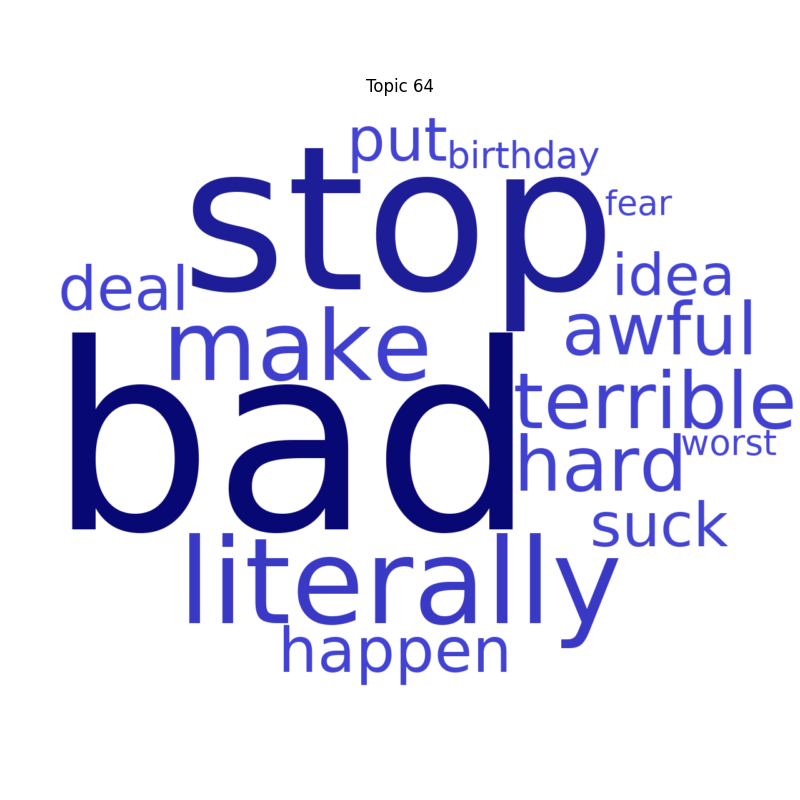 Topic 64
put
birthday
stop
fear
deal
idea
make
awful
bad
terrible
hard
worst
suck
literally
happen